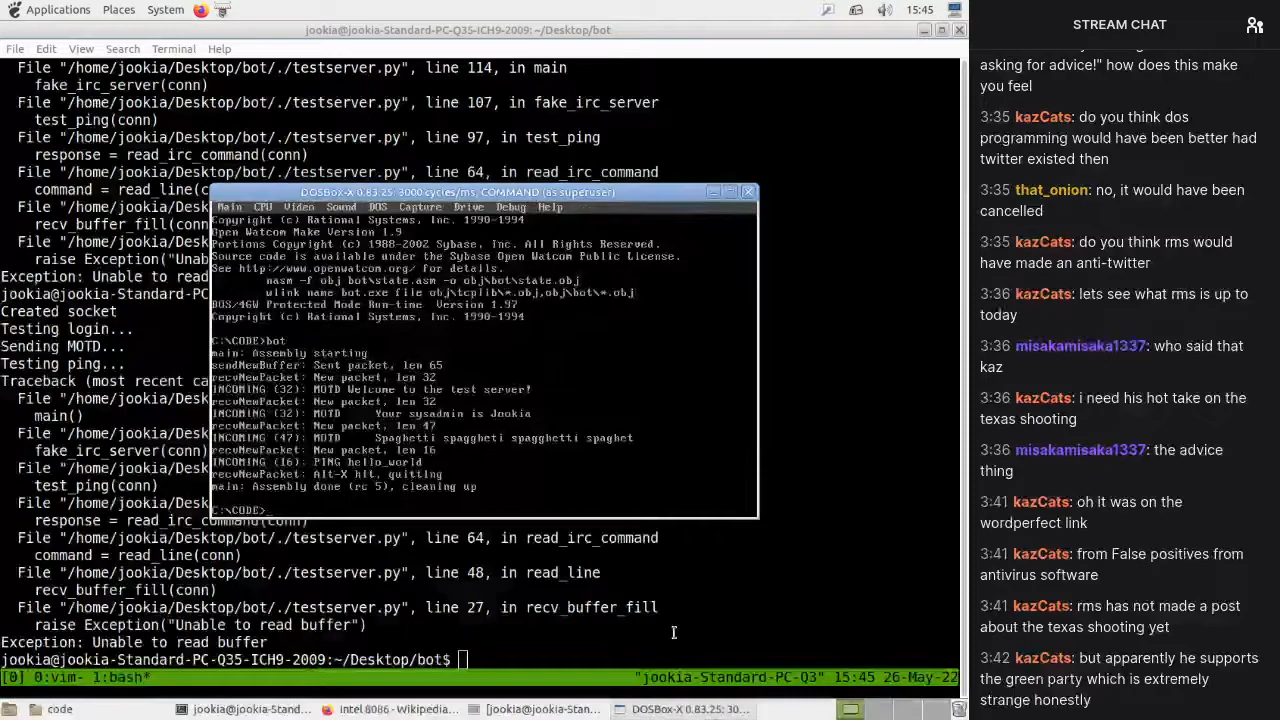 Applications Places System 15:45
jookia@jookia-Standard-PC-Q35-ICH9-2009: ~/Desktop/bot
File Edit View Search Terminal Help
File "/home/jookia/Desktop/bot/./testserver.py", line 114, in main
fake_irc_server(conn)
File "/home/jookia/Desktop/bot/./testserver.py", line 107, in fake_irc_server
test_ping(conn)
File "/home/jookia/Desktop/bot/./testserver.py", line 97, in test_ping
response = read_irc_command(conn)
File "/home/jookia/Desktop/bot/./testserver.py", line 64, in read_irc_command
command = read_line(c
File "/home/jookia/Des
recv_buffer_fill(conn)
File "/home/jookia/Des
raise Exception("Unab
Exception: Unable to read
jookia@jookia-Standard-PC
Created socket
Testing login...
Sending MOTD...
Testing ping...
Traceback (most recent ca
File "/home/jookia/Des
main()
File "/home/jookia/Des
fake_irc_server(conn)
File "/home/jookia/Des
test_ping(conn)
File "/home/jookia/Des
response = read_irc_command(conn)
File "/home/jookia/Desktop/bot/./testserver.py", line 64, in read_irc_command
command = read_line(conn)
File "/home/jookia/Desktop/bot/./testserver.py", line 48, in read_line
recv_buffer_fill(conn)
File "/home/jookia/Desktop/bot/./testserver.py", line 27, in recv_buffer_fill
raise Exception("Unable to read buffer")
Exception: Unable to read buffer
jookia@jookia-Standard-PC-Q35-ICH9-2009:~/Desktop/bot$
[0] 0:vim- 1:bash* "jookia-Standard-PC-Q3" 15:45 26-May-22
DOSBox-X 0.83.25: 3000 cycles/ms, COMMAND (as superuser)
Main CPU Video Sound DOS Capture Drive Debug Help
Copyright (c) Rational Systems, Inc. 1990-1994
Open Watcom Make Version 1.9
Portions Copyright (c) 1988-2002 Sybase, Inc. All Rights Reserved.
Source code is available under the Sybase Open Watcom Public License.
See http://www.openwatcom.org/ for details.
nasm -f obj bot\state.asm -o obj\bot\state.obj
wlink name bot.exe file obj\tcplib\*.obj,obj\bot\*.obj
DOS/4GW Protected Mode Run-time Version 1.97
Copyright (c) Rational Systems, Inc. 1990-1994
C:\CODE>bot
main: Assembly starting
sendNewBuffer: Sent packet, len 65
recvNewPacket: New packet, len 32
INCOMING (32): MOTD Welcome to the test server!
recvNewPacket: New packet, len 32
INCOMING (32): MOTD Your sysadmin is Jookia
recvNewPacket: New packet, len 47
INCOMING (47): MOTD Spaghetti spaggheti spagghetti spaghet
recvNewPacket: New packet, len 16
INCOMING (16): PING hello_world
recvNewPacket: Alt-X hit, quitting
main: Assembly done (rc 5), cleaning up
C:\CODE>_
code jookia@jookia-Stand... Intel 8086 - Wikipedia... [jookia@jookia-Stan... DOSBox-X 0.83.25: 30...
STREAM CHAT
asking for advice!" how does this make
you feel
3:35 kazCats: do you think dos
programming would have been better had
twitter existed then
3:35 that_onion: no, it would have been
cancelled
3:35 kazCats: do you think rms would
have made an anti-twitter
3:36 kazCats: lets see what rms is up to
today
3:36 misakamisaka1337: who said that
kaz
3:36 kazCats: i need his hot take on the
texas shooting
3:36 misakamisaka1337: the advice
thing
3:41 kazCats: oh it was on the
wordperfect link
3:41 kazCats: from False positives from
antivirus software
3:41 kazCats: rms has not made a post
about the texas shooting yet
3:42 kazCats: but apparently he supports
the green party which is extremely
strange honestly